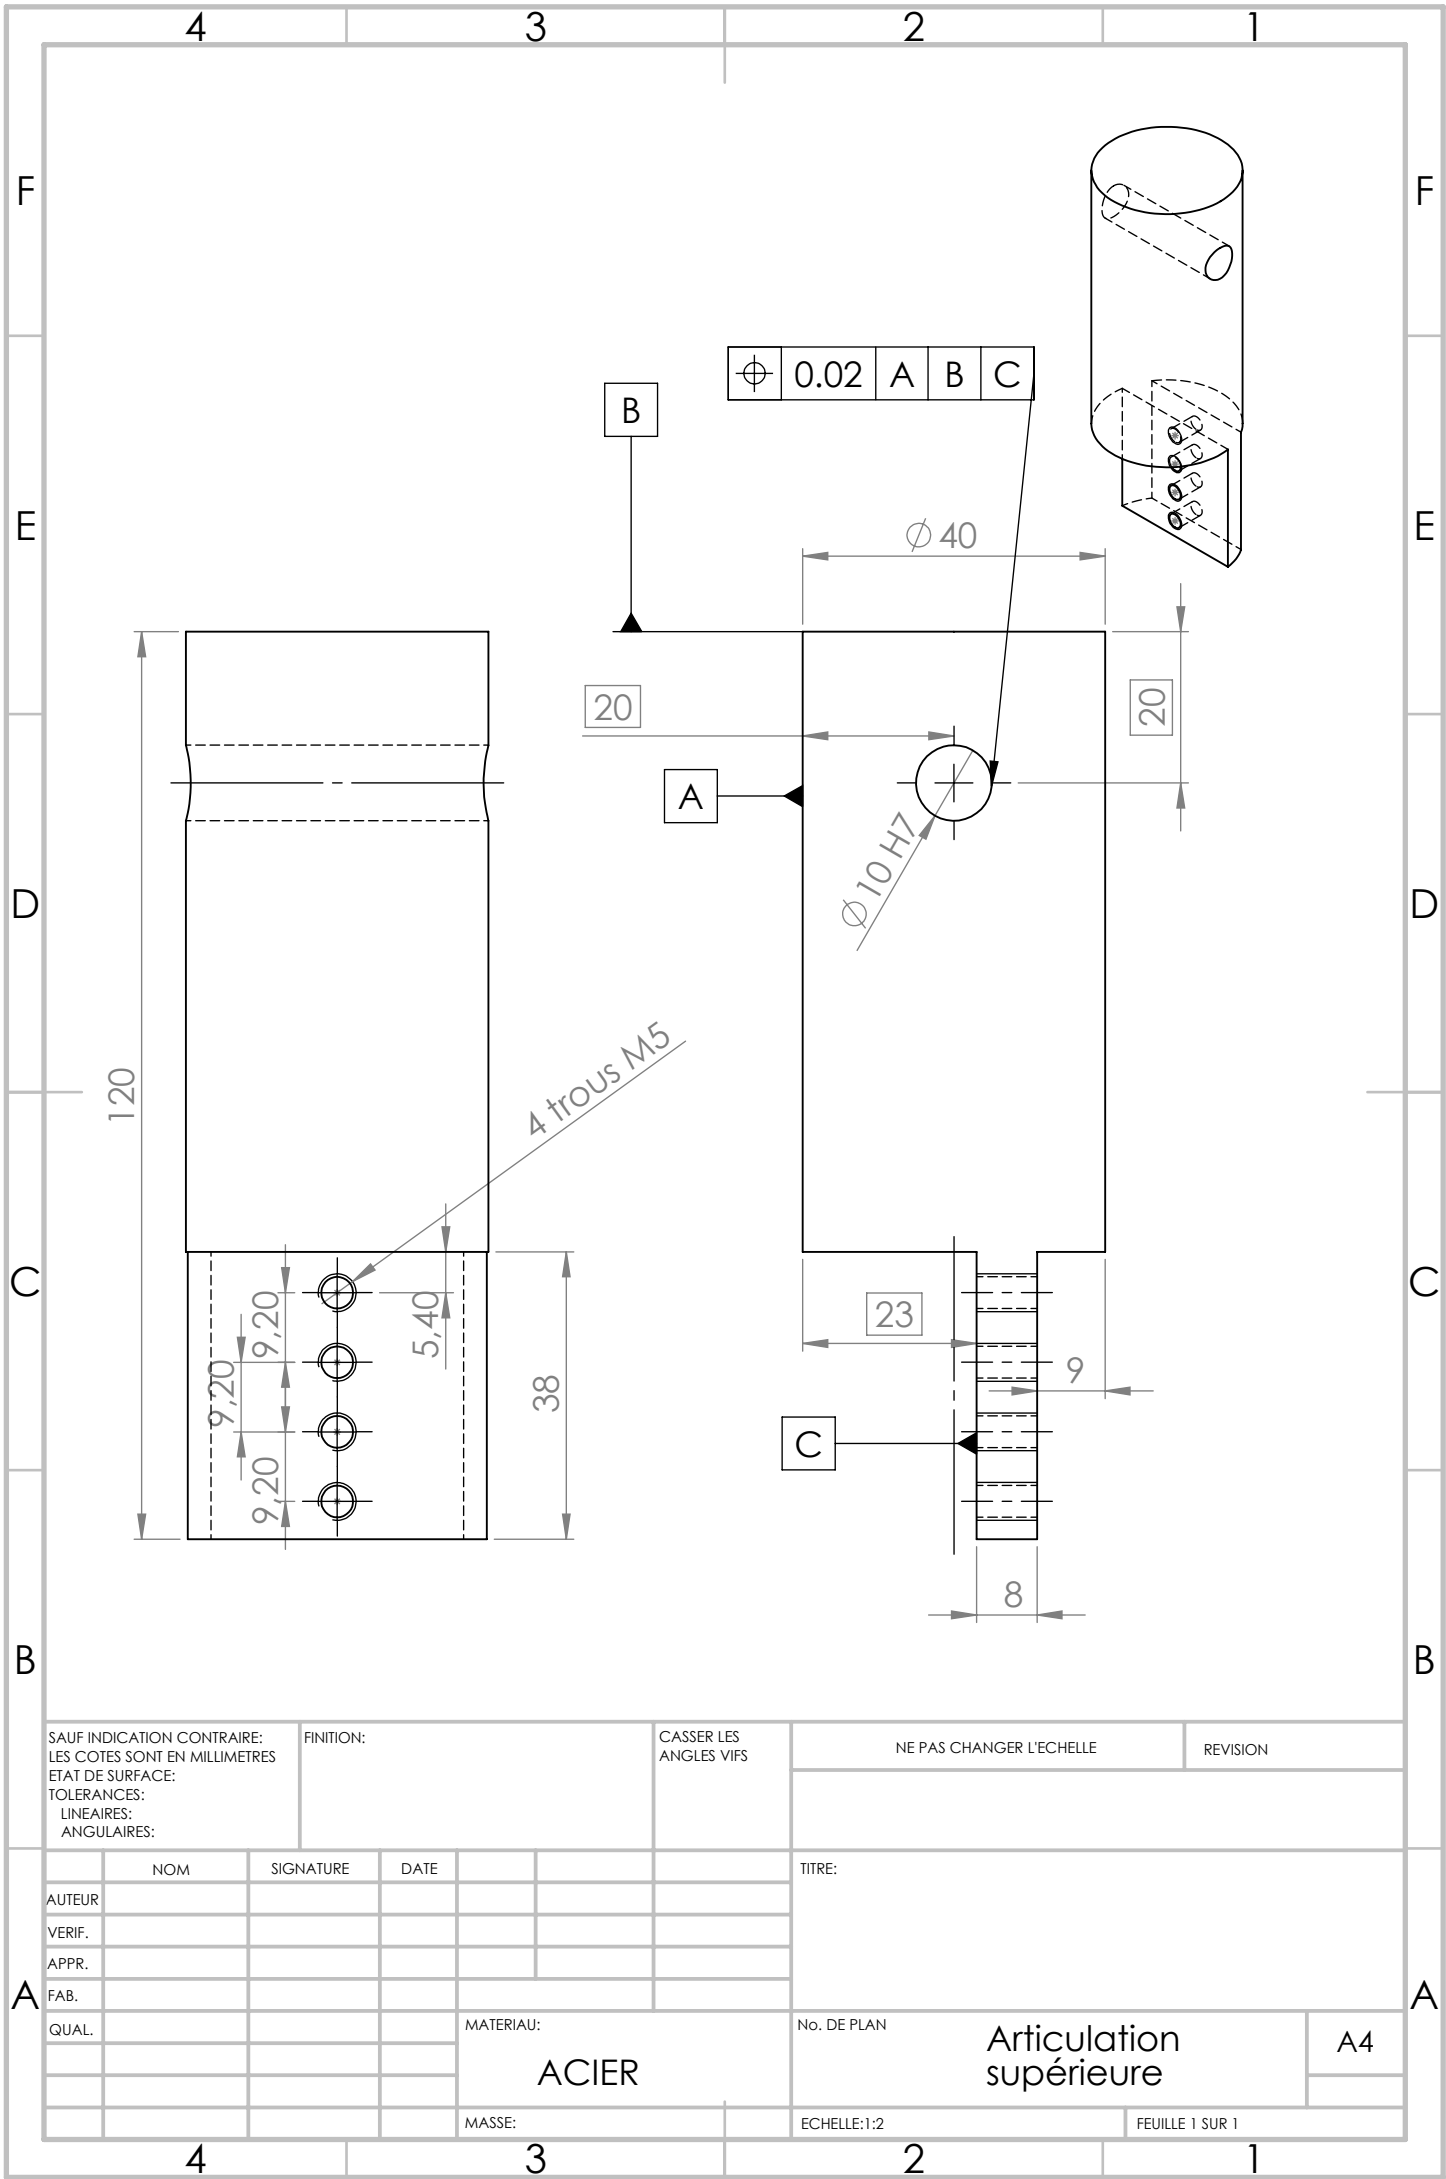 4 3 2 1
F F
0.02 A B C
B
E E
Ø 40
20
20
A
Ø 10 H7
D D
120
4 trous M5
C C
9,20
5,40
23
9,20
38
9
C
9,20
8
B B
SAUF INDICATION CONTRAIRE:
LES COTES SONT EN MILLIMETRES
ETAT DE SURFACE:
TOLERANCES:
LINEAIRES:
ANGULAIRES:
FINITION:
CASSER LES
ANGLES VIFS
NE PAS CHANGER L'ECHELLE
REVISION
NOM SIGNATURE DATE
TITRE:
AUTEUR
VERIF.
APPR.
FAB.
A A
QUAL.
MATERIAU:
ACIER
No. DE PLAN
Articulation
supérieure
A4
MASSE:
ECHELLE:1:2
FEUILLE 1 SUR 1
4 3 2 1